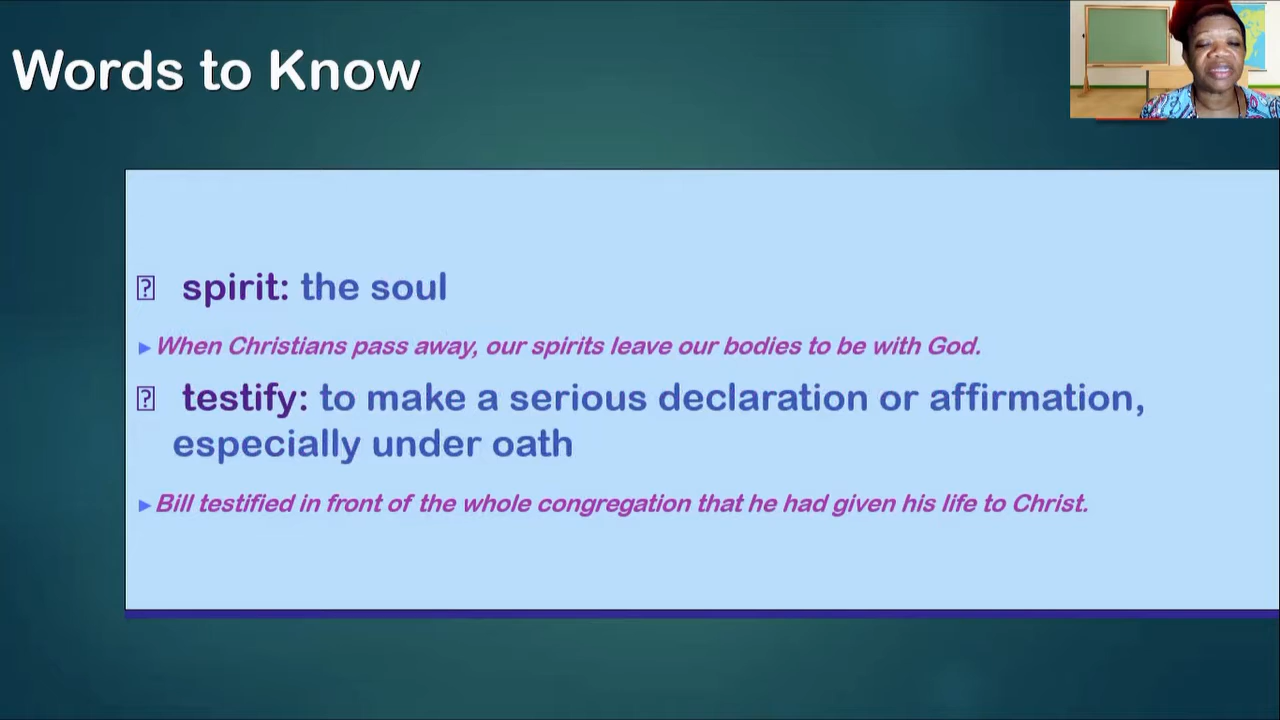 Words to Know
spirit: the soul
When Christians pass away, our spirits leave our bodies to be with God.
testify: to make a serious declaration or affirmation,
especially under oath
Bill testified in front of the whole congregation that he had given his life to Christ.